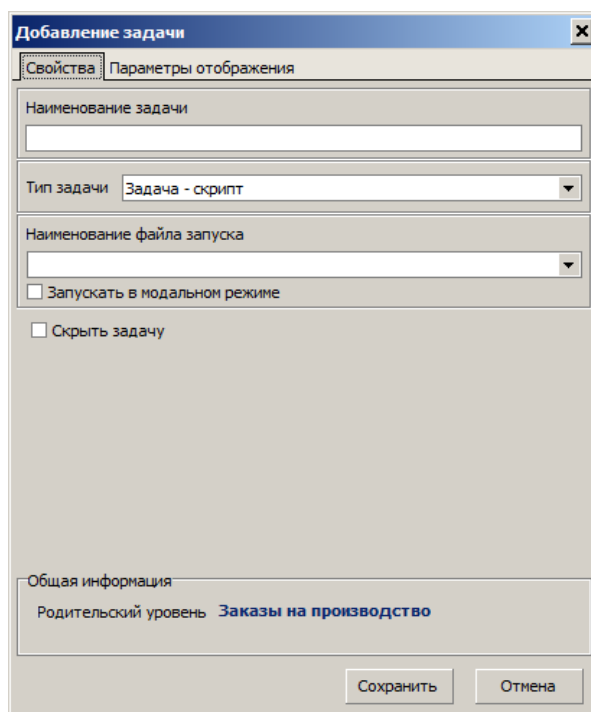 Добавление задачи
Свойства Параметры отображения
Наименование задачи
Тип задачи Задача - скрипт
Наименование файла запуска
Запускать в модальном режиме
Скрыть задачу
Общая информация
Родительский уровень Заказы на производство
Сохранить Отмена